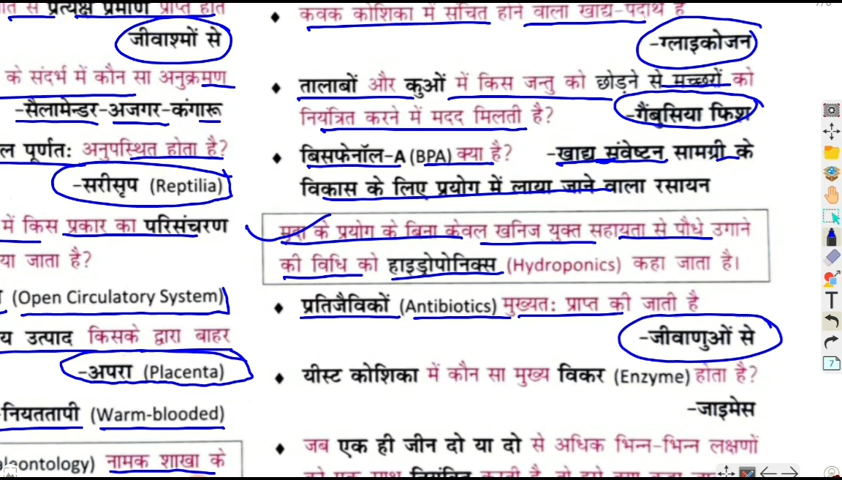 से प्रत्यक्ष प्रमाण प्राप्त होते
जीवाश्मों से
के संदर्भ में कौन सा अनुक्रमण
-सैलामेन्डर-अजगर-कंगारू
पूर्णतः अनुपस्थित होता है?
-सरीसृप (Reptilia)
में किस प्रकार का परिसंचरण
या जाता है?
(Open Circulatory System)
य उत्पाद किसके द्वारा बाहर
-अपरा (Placenta)
-नियततापी (Warm-blooded)
नामक शाखा के
कवक कोशिका में संचित होने वाला खाद्य-पदार्थ है
-ग्लाइकोजन
♦ तालाबों और कुओं में किस जन्तु को छोड़ने से मच्छरों को
नियंत्रित करने में मदद मिलती है?
-गैंबुसिया फिश
♦ बिसफेनॉल-A (BPA) क्या है? -खाद्य संवेष्टन सामग्री के
विकास के लिए प्रयोग में लाया जाने वाला रसायन
मृदा के प्रयोग के बिना केवल खनिज युक्त सहायता से पौधे उगाने
की विधि को हाइड्रोपोनिक्स (Hydroponics) कहा जाता है।
♦ प्रतिजैविकों (Antibiotics) मुख्यतः प्राप्त की जाती है
-जीवाणुओं से
♦ यीस्ट कोशिका में कौन सा मुख्य विकर (Enzyme) होता है?
-जाइमेस
♦ जब एक ही जीन दो या दो से अधिक भिन्न-भिन्न लक्षणों
T
7